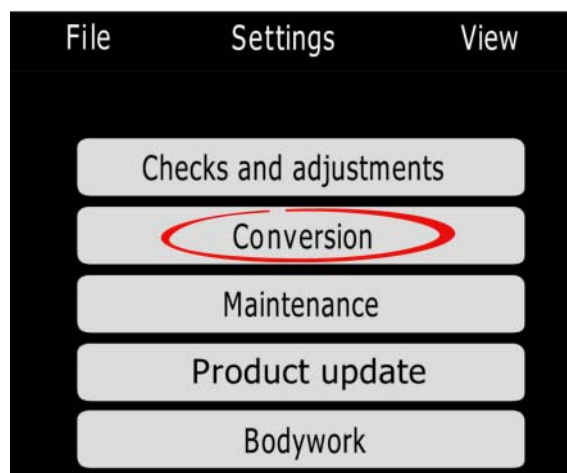 File Settings View
Checks and adjustments
Conversion
Maintenance
Product update
Bodywork